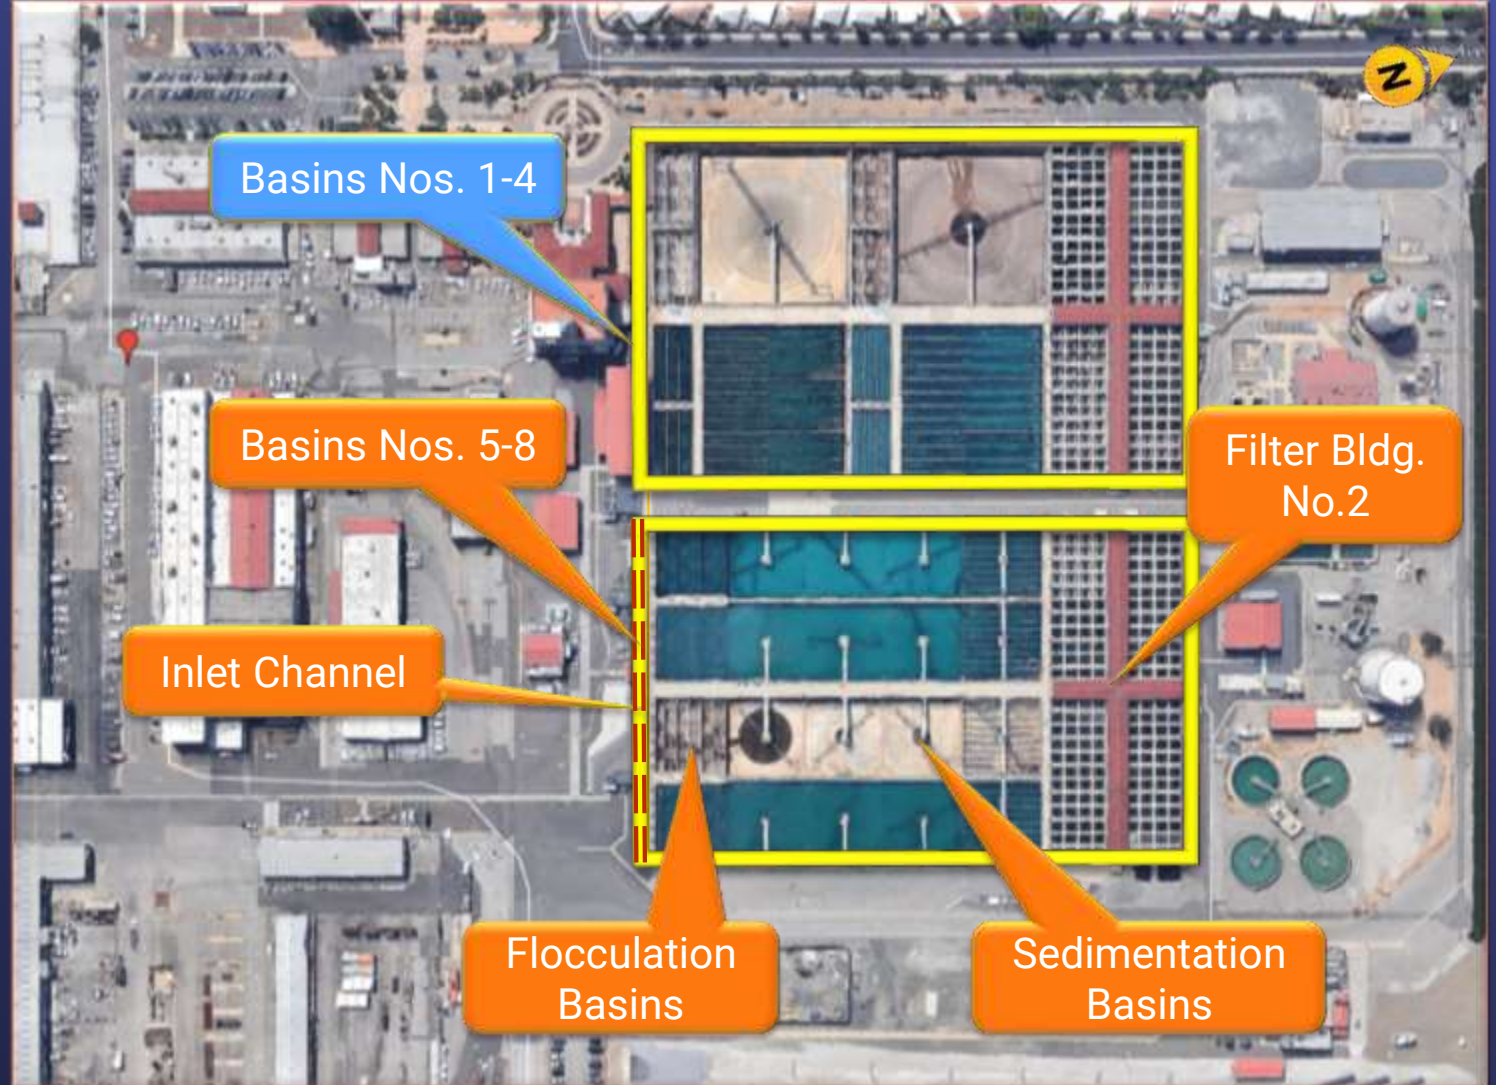 N
Basins Nos. 1-4
Basins Nos. 5-8
Filter Bldg.
No.2
Inlet Channel
Flocculation
Basins
Sedimentation
Basins